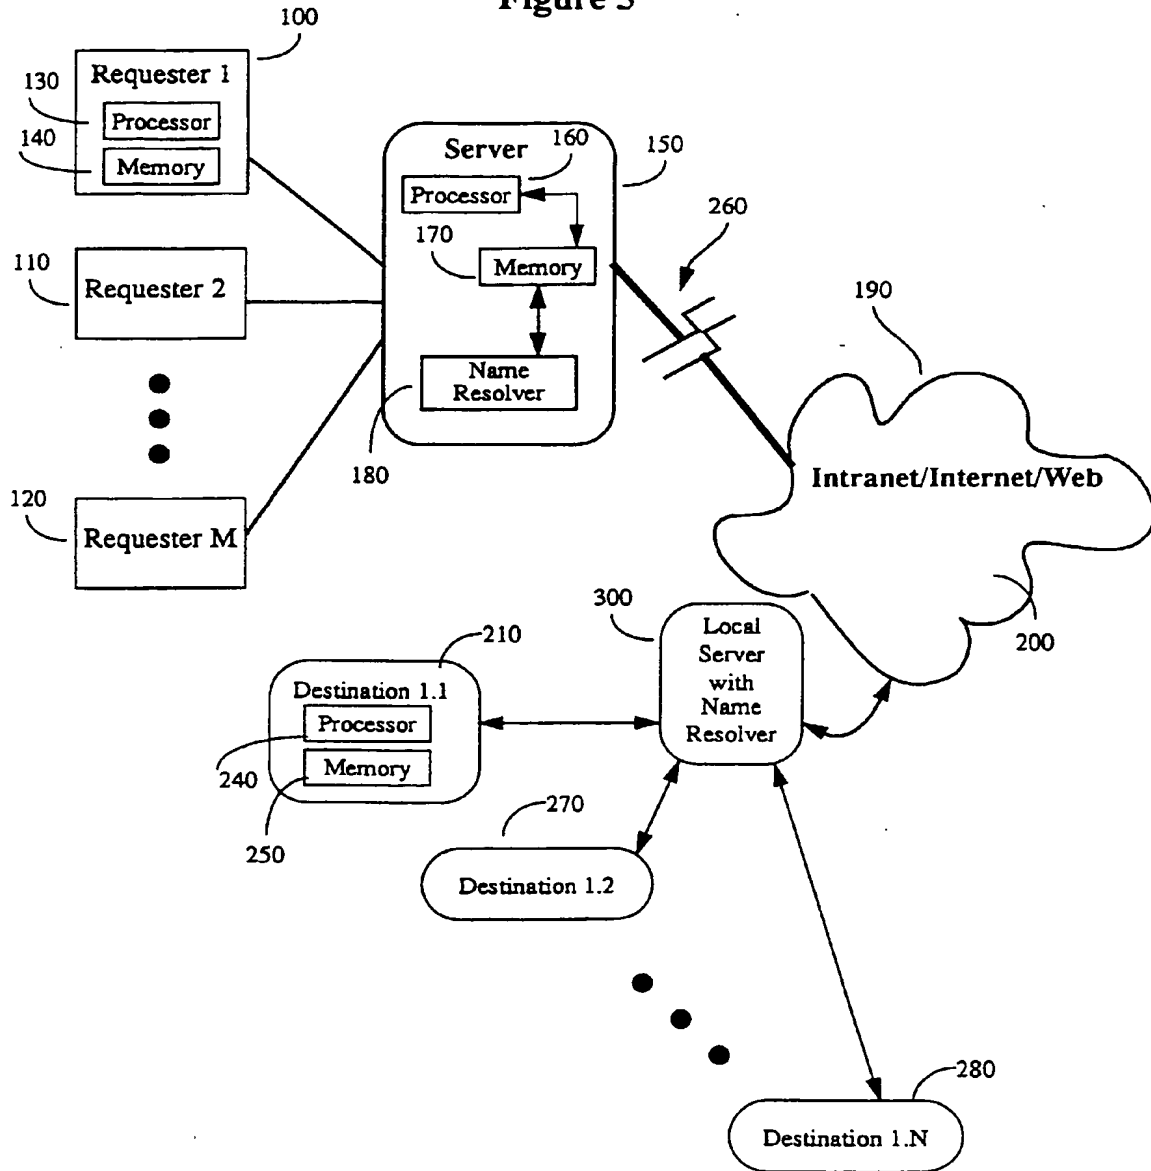 100
Requester 1
130
Processor
140
Memory
160
Server
150
Processor
260
170
110
Memory
Requester 2
190
Name
Resolver
180
Intranet/Internet/Web
120
Requester M
300
Local
Server
with
Name
Resolver
200
210
Destination 1.1
Processor
Memory
240
250
270
Destination 1.2
280
Destination 1.N